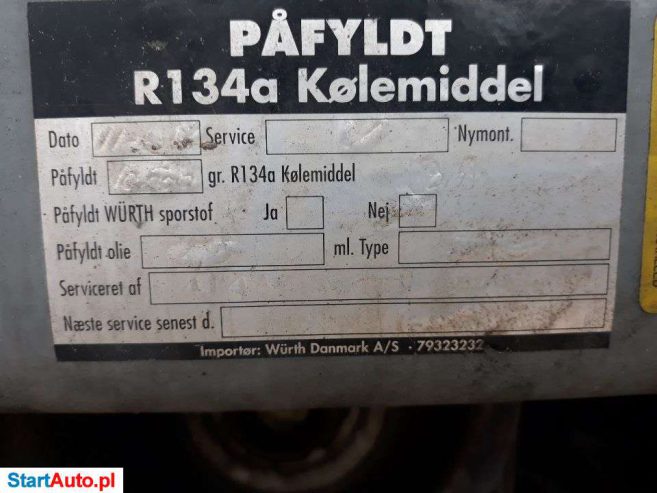 PÅFYLDT
R134a Kølemiddel
Dato Service Nymont.
Påfyldt gr. R134a Kølemiddel
Påfyldt WÜRTH sporstof Ja Nej
Påfyldt olie ml. Type
Serviceret af
Næste service senest d.
Importør: Würth Danmark A/S · 79323232
StartAuto.pl